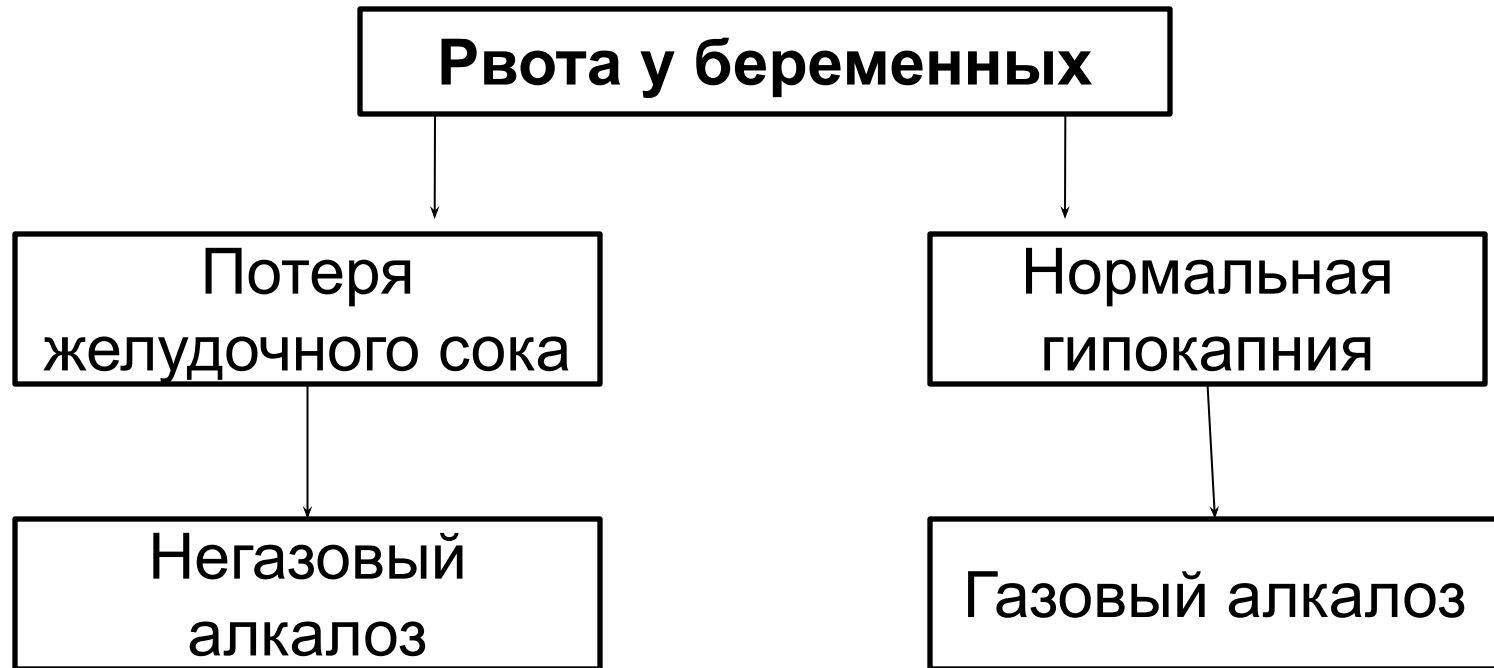 Рвота у беременных
Потеря
желудочного сока
Нормальная
гипокапния
Негазовый
алкалоз
Газовый алкалоз